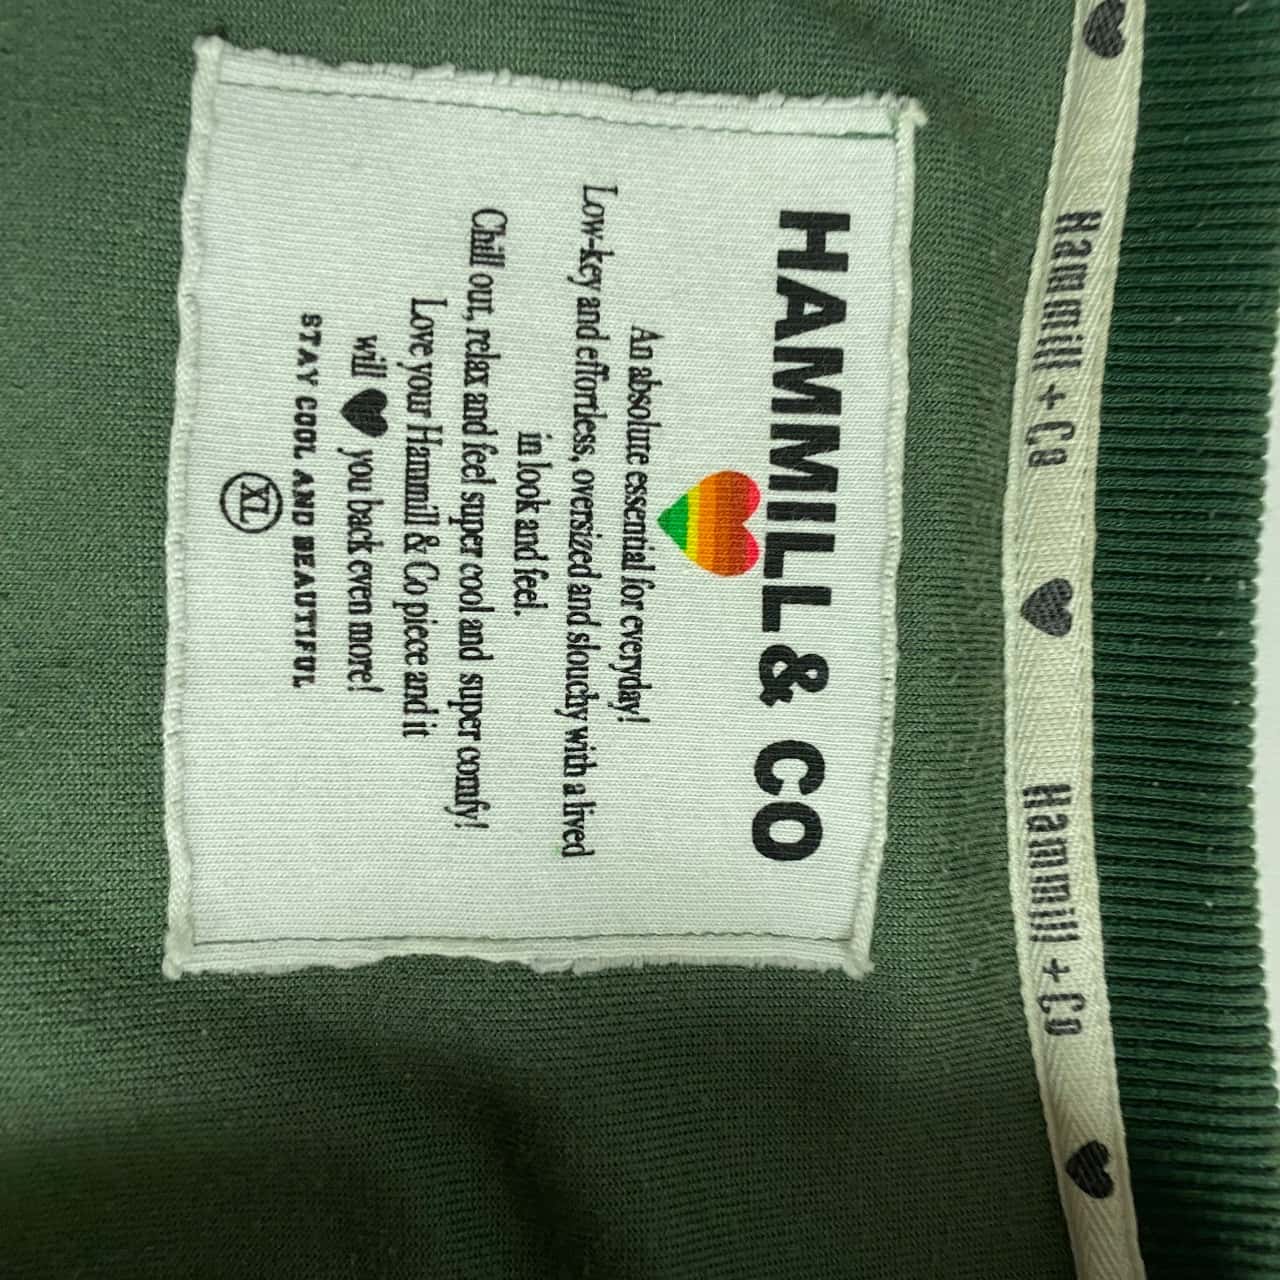 Hammill + Co
Hammill + Co
HAMMILL & CO
An absolute essential for everyday!
Low-key and effortless, oversized and slouchy with a lived
in look and feel.
Chill out, relax and feel super cool and super comfy!
Love your Hammill & Co piece and it
will ♥ you back even more!
STAY COOL AND BEAUTIFUL
XL